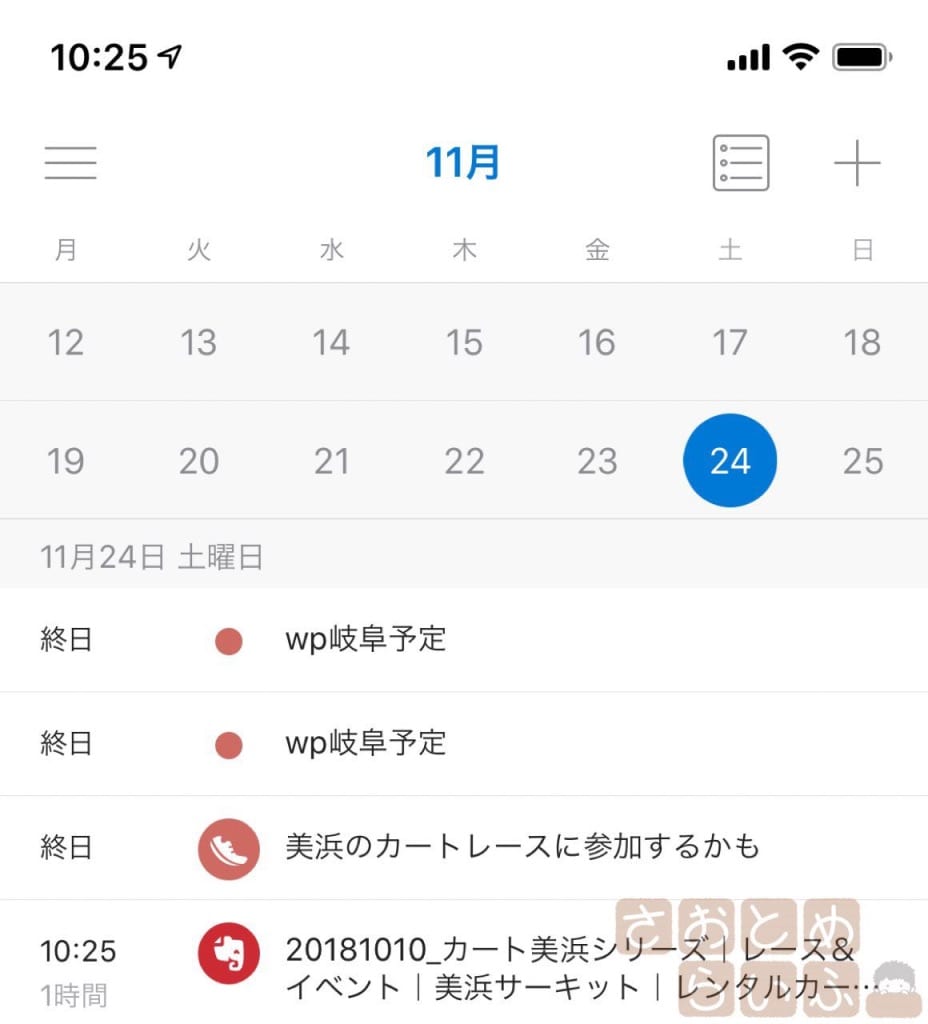 10:25
11月
月 火 水 木 金 土 日
12 13 14 15 16 17 18
19 20 21 22 23 24 25
11月24日 土曜日
終日 wp岐阜予定
終日 wp岐阜予定
終日 美浜のカートレースに参加するかも
10:25 20181010_カート美浜シリーズ｜レース&
1時間 イベント｜美浜サーキット｜レンタルカー…
さおとめ
らいふ